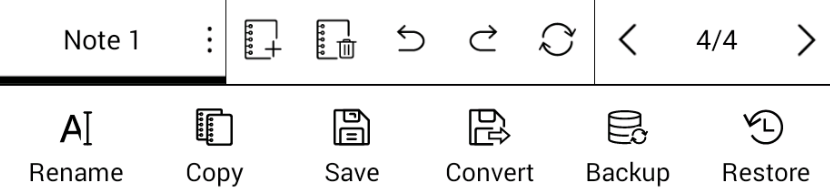 Note 1 4/4
Rename Copy Save Convert Backup Restore